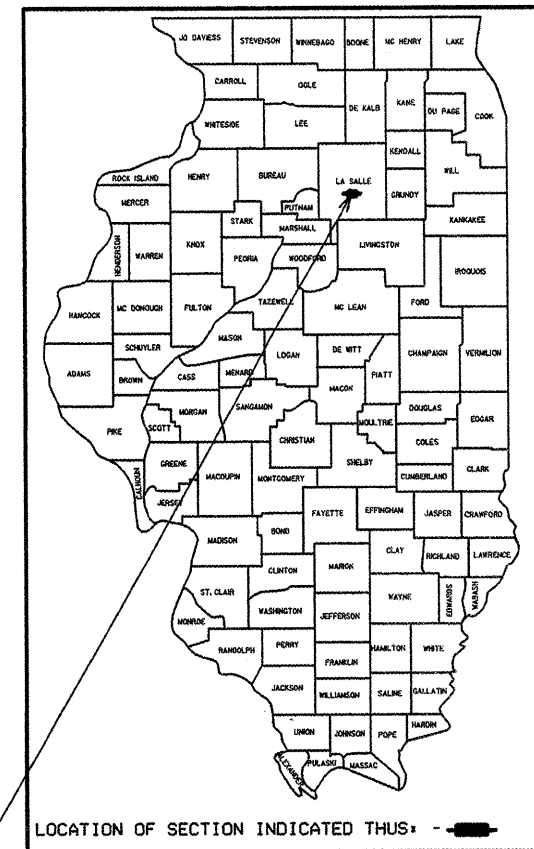 JO DAVIESS STEVENSON WINNEBAGO BOONE MC HENRY LAKE
CARROLL OGLE
DE KALB KANE DU PAGE COOK
WHITESIDE LEE
KENDALL
WILL
ROCK ISLAND HENRY BUREAU LA SALLE GRUNDY
MERCER PUTNAM
KANKAKEE
STARK MARSHALL
HENDERSON WARREN KNOX PEORIA WOODFORD LIVINGSTON IROQUOIS
HANCOCK MC DONOUGH FULTON TAZEWELL MC LEAN FORD
SCHUYLER MASON LOGAN DE WITT CHAMPAIGN VERMILION
ADAMS BROWN CASS MENARD MACON PIATT
PIKE SCOTT MORGAN SANGAMON MOULTRIE DOUGLAS EDGAR
CHRISTIAN COLES
CALHOUN GREENE MACOUPIN MONTGOMERY SHELBY CUMBERLAND CLARK
JERSEY FAYETTE EFFINGHAM JASPER CRAWFORD
MADISON BOND
CLAY RICHLAND LAWRENCE
CLINTON MARION
ST. CLAIR WAYNE EDWARDS WABASH
WASHINGTON JEFFERSON
MONROE
RANDOLPH PERRY HAMILTON WHITE
FRANKLIN
JACKSON WILLIAMSON SALINE GALLATIN
UNION JOHNSON POPE HARDIN
ALEXANDER PULASKI MASSAC
LOCATION OF SECTION INDICATED THUS: -